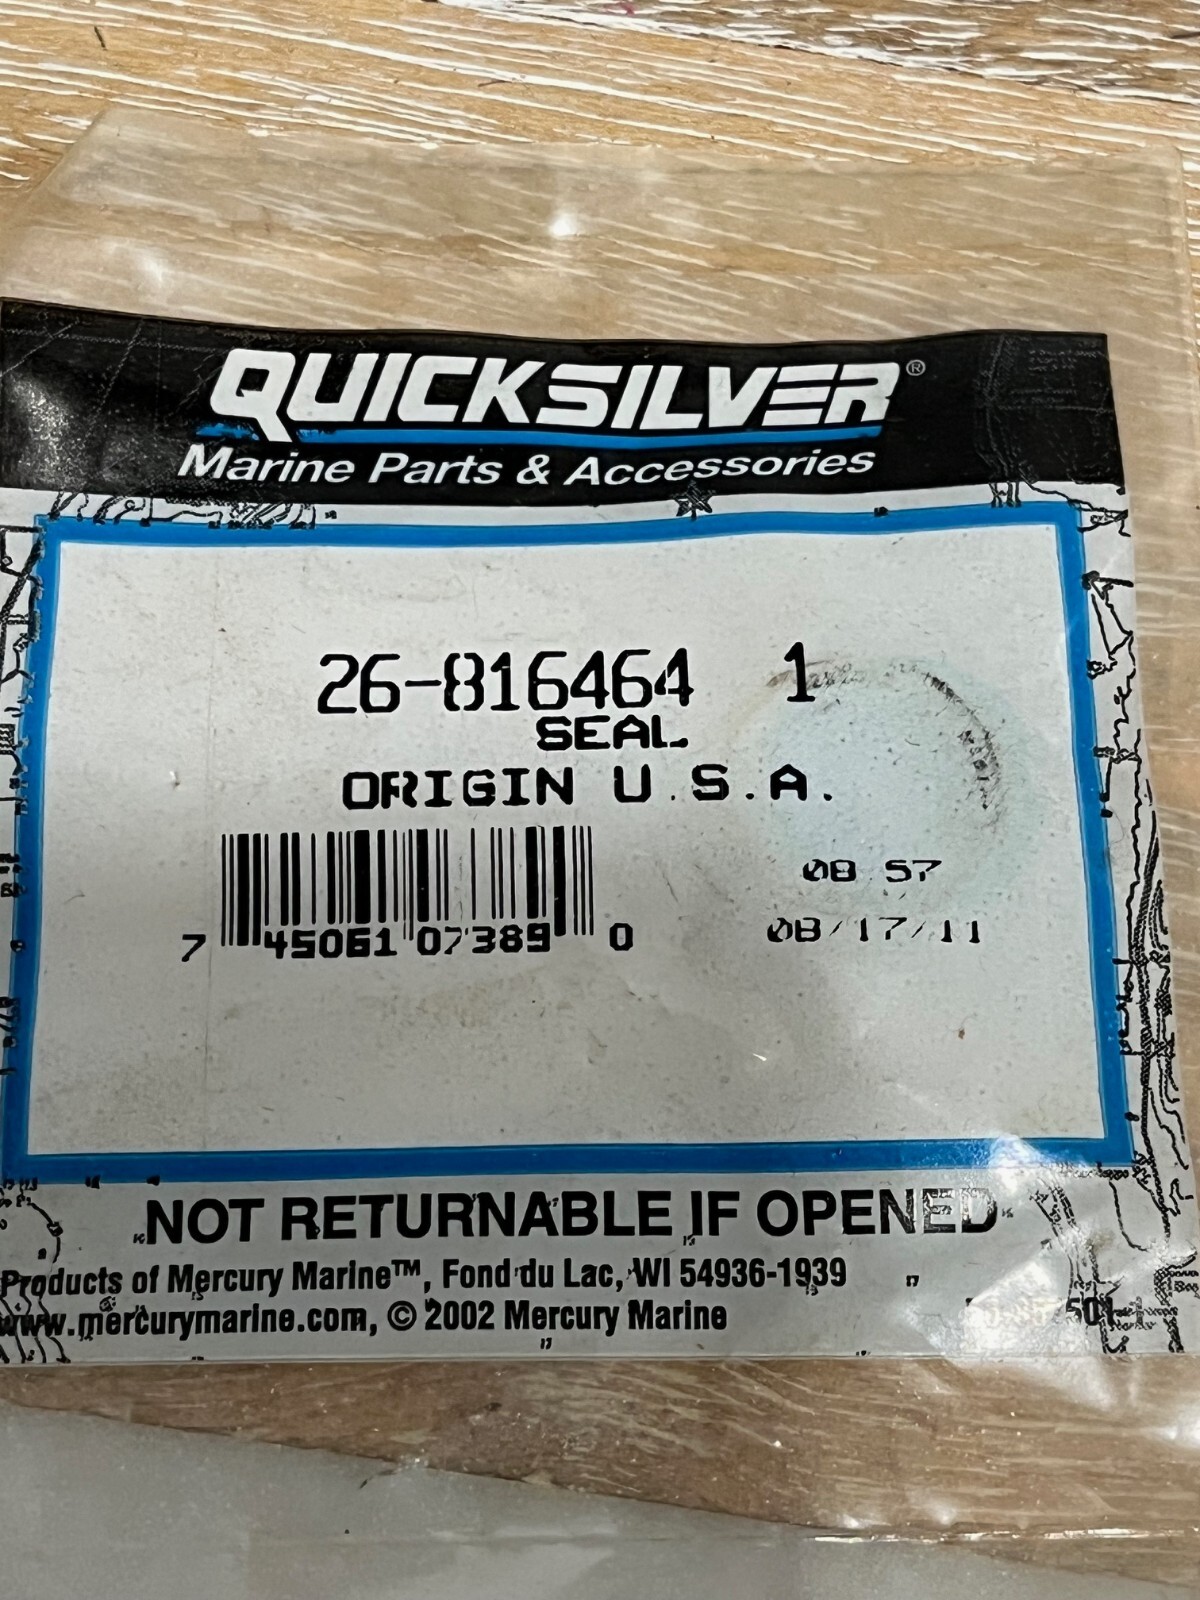 QUICKSILVER®
Marine Parts & Accessories
26-816464 1
SEAL
ORIGIN U.S.A.
7 45061 07389 0
08 57
08/17/11
NOT RETURNABLE IF OPENED
Products of Mercury Marine™, Fond du Lac, WI 54936-1939
www.mercurymarine.com, © 2002 Mercury Marine